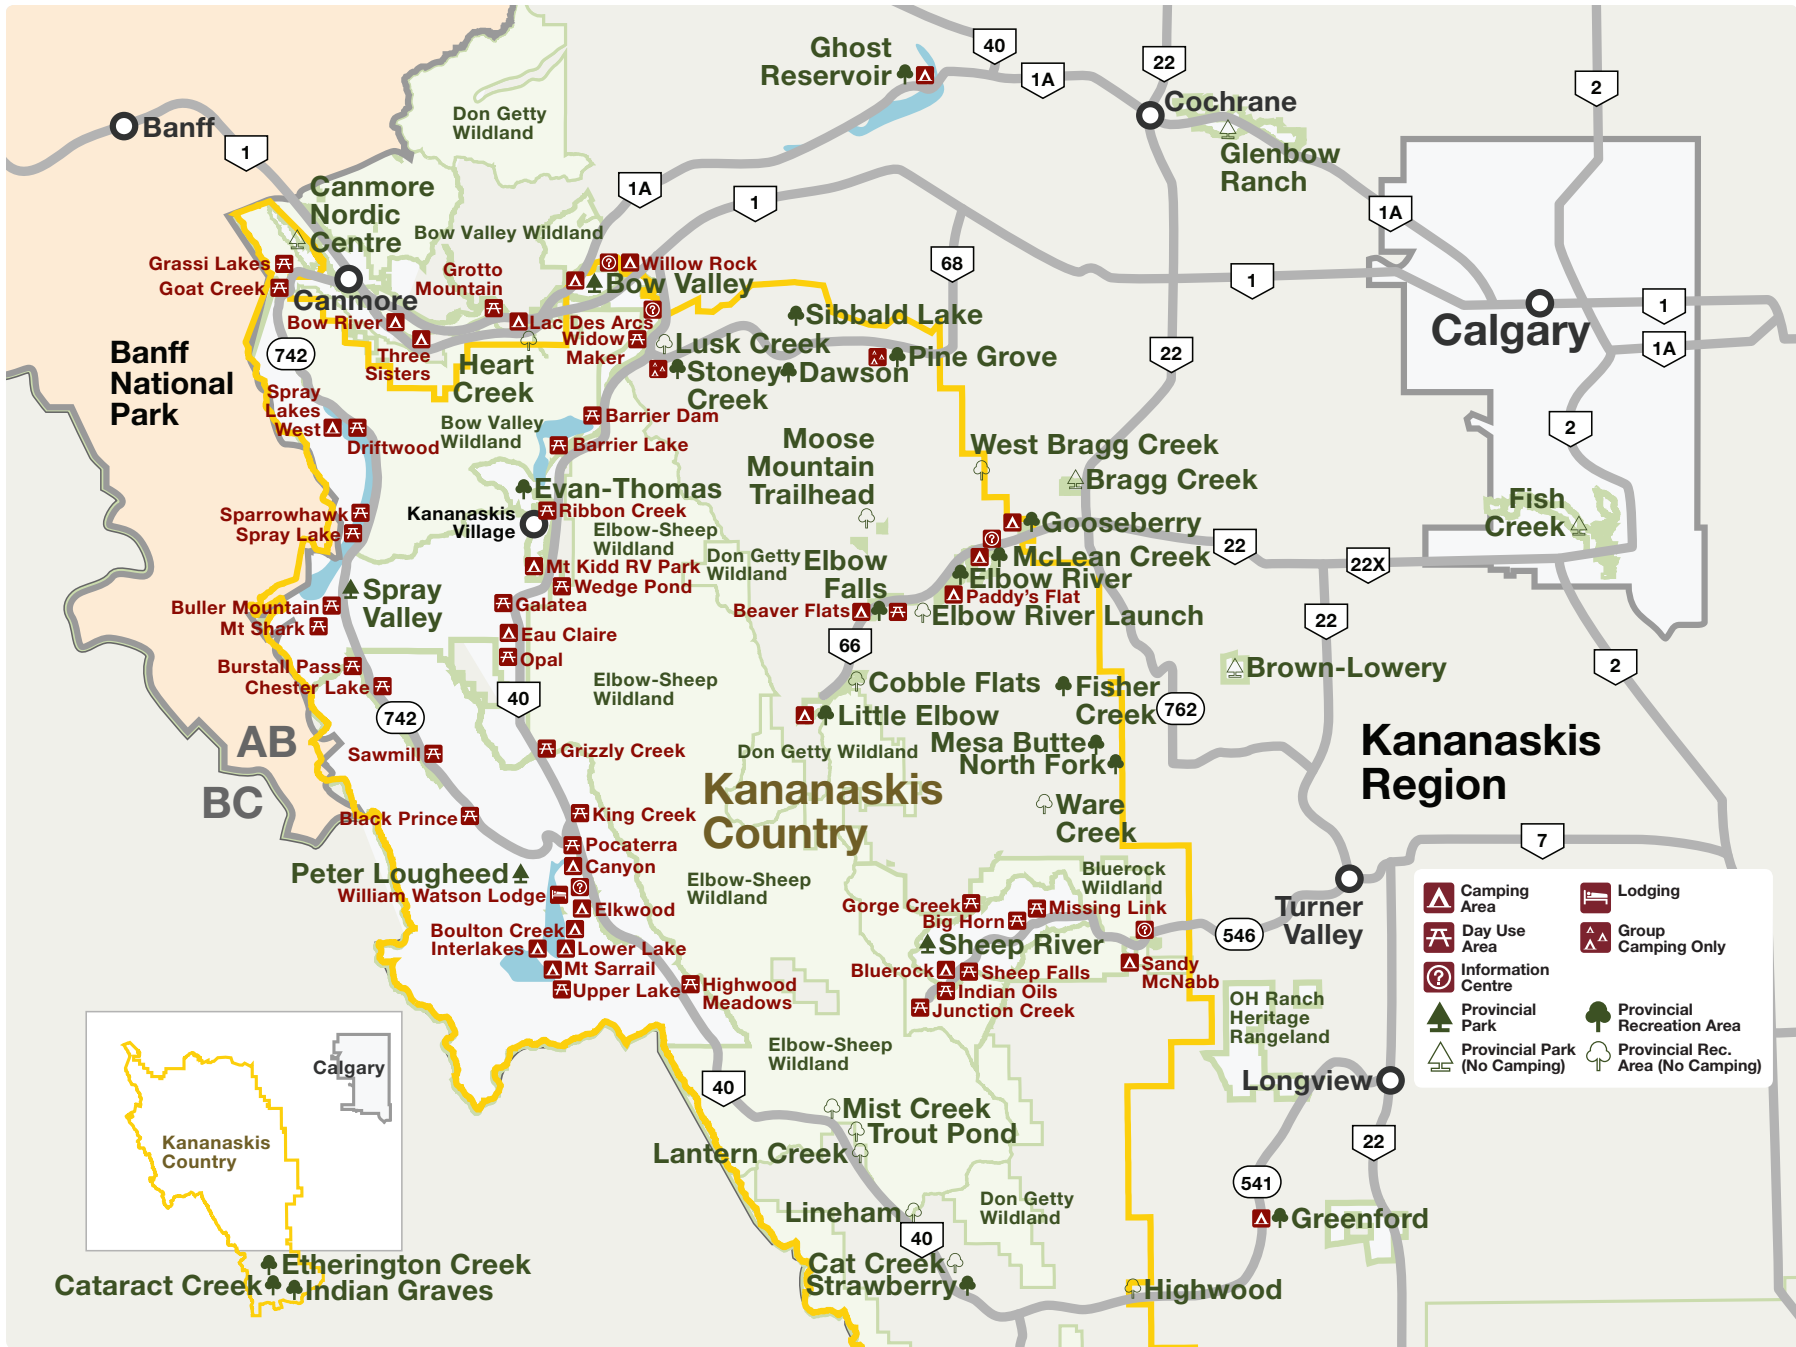 Ghost
Reservoir
40
1A
22
2
Cochrane
Glenbow
Ranch
Banff
1
Don Getty
Wildland
Canmore
Nordic
Centre
1A
1
1A
Bow Valley Wildland
Grassi Lakes
Goat Creek
Canmore
Grotto
Mountain
Willow Rock
Bow Valley
68
1
1
Calgary
1A
Bow River
Lac Des Arcs
Three
Sisters
Heart
Creek
Widow
Maker
Sibbald Lake
Lusk Creek
Pine Grove
Stoney
Creek
Dawson
742
22
Banff
National
Park
Spray
Lakes
West
Driftwood
Bow Valley
Wildland
Barrier Dam
Barrier Lake
2
Moose
Mountain
Trailhead
West Bragg Creek
Bragg Creek
Evan-Thomas
Ribbon Creek
Kananaskis
Village
Sparrowhawk
Spray Lake
Elbow-Sheep
Wildland
Fish
Creek
Gooseberry
Don Getty
Wildland
Elbow
Falls
McLean Creek
22
22X
Mt Kidd RV Park
Wedge Pond
Elbow River
Paddy's Flat
Spray
Valley
Buller Mountain
Mt Shark
Galatea
Beaver Flats
Elbow River Launch
22
Eau Claire
Opal
66
2
Burstall Pass
Chester Lake
Elbow-Sheep
Wildland
Cobble Flats
Brown-Lowery
40
Fisher
Creek
762
742
Little Elbow
AB
BC
Sawmill
Grizzly Creek
Don Getty Wildland
Mesa Butte
North Fork
Kananaskis
Region
Kananaskis
Country
Ware
Creek
Black Prince
King Creek
Pocaterra
Canyon
7
Peter Lougheed
William Watson Lodge
Elbow-Sheep
Wildland
Bluerock
Wildland
Elkwood
Gorge Creek
Big Horn
Missing Link
Turner
Valley
546
Boulton Creek
Interlakes
Lower Lake
Sheep River
Mt Sarrail
Upper Lake
Highwood
Meadows
Bluerock
Sheep Falls
Indian Oils
Junction Creek
Sandy
McNabb
Camping
Area
Lodging
Day Use
Area
Group
Camping Only
Information
Centre
Provincial
Park
Provincial
Recreation Area
Provincial Park
(No Camping)
Provincial Rec.
Area (No Camping)
OH Ranch
Heritage
Rangeland
Elbow-Sheep
Wildland
Longview
40
Calgary
Kananaskis
Country
Mist Creek
Trout Pond
Lantern Creek
22
541
Don Getty
Wildland
Lineham
40
Greenford
Cat Creek
Strawberry
Highwood
Etherington Creek
Cataract Creek
Indian Graves